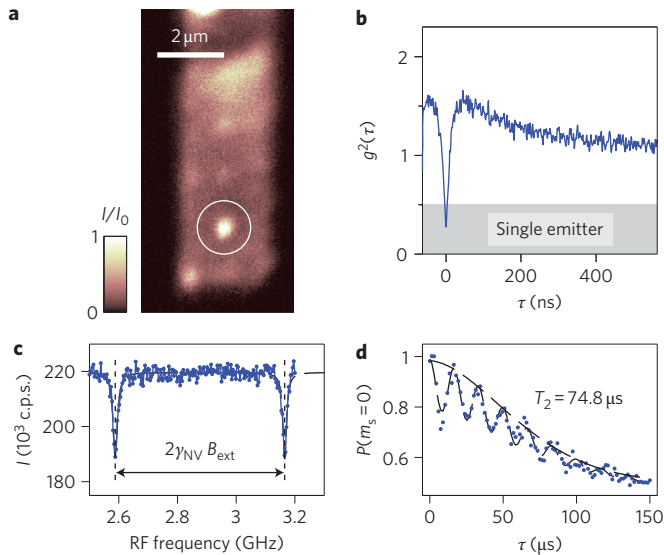 a
2 μm
I/I0
1
0
b
2
1
0
g2(τ)
Single emitter
0
200
400
τ (ns)
c
220
200
180
I (103 c.p.s.)
2γNV Bext
2.6
2.8
3.0
3.2
RF frequency (GHz)
d
1
0.8
0.6
P(ms = 0)
T2 = 74.8 μs
0
50
100
150
τ (μs)